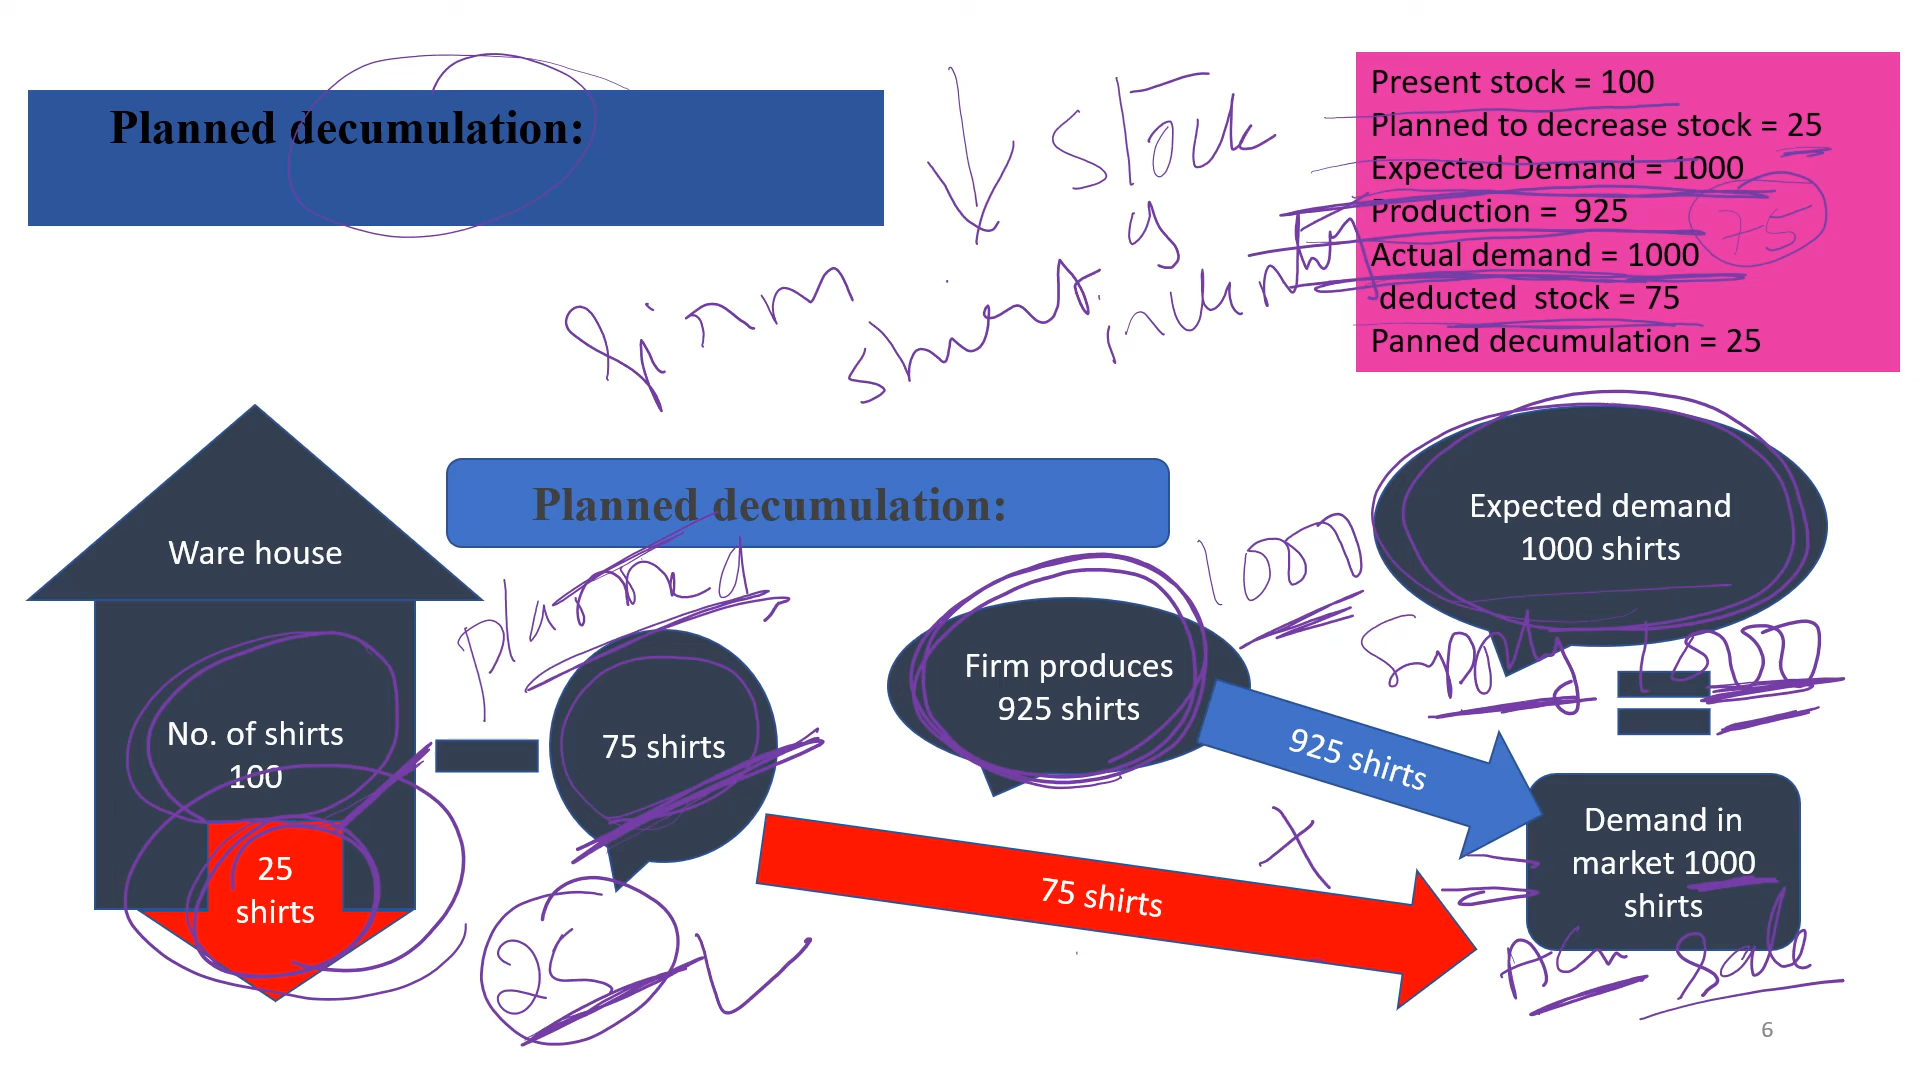 Planned decumulation:
stock
of
firm
shirt
inventory
Present stock = 100
Planned to decrease stock = 25
Expected Demand = 1000
Production =  925
Actual demand = 1000
deducted  stock = 75
Panned decumulation = 25
75
Planned decumulation:
Expected demand
1000 shirts
Ware house
planned
1000
Supply
1000
Firm produces
925 shirts
No. of shirts
100
75 shirts
925 shirts
25
shirts
75 shirts
X
Demand in
market 1000
shirts
25
Sale
6